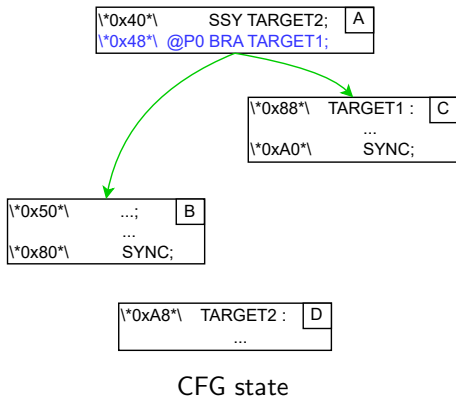 \*0x40*\ SSY TARGET2; A
\*0x48*\ @P0 BRA TARGET1;
\*0x88*\ TARGET1 : C
...
\*0xA0*\ SYNC;
\*0x50*\ ...; B
...
\*0x80*\ SYNC;
\*0xA8*\ TARGET2 : D
...
CFG state